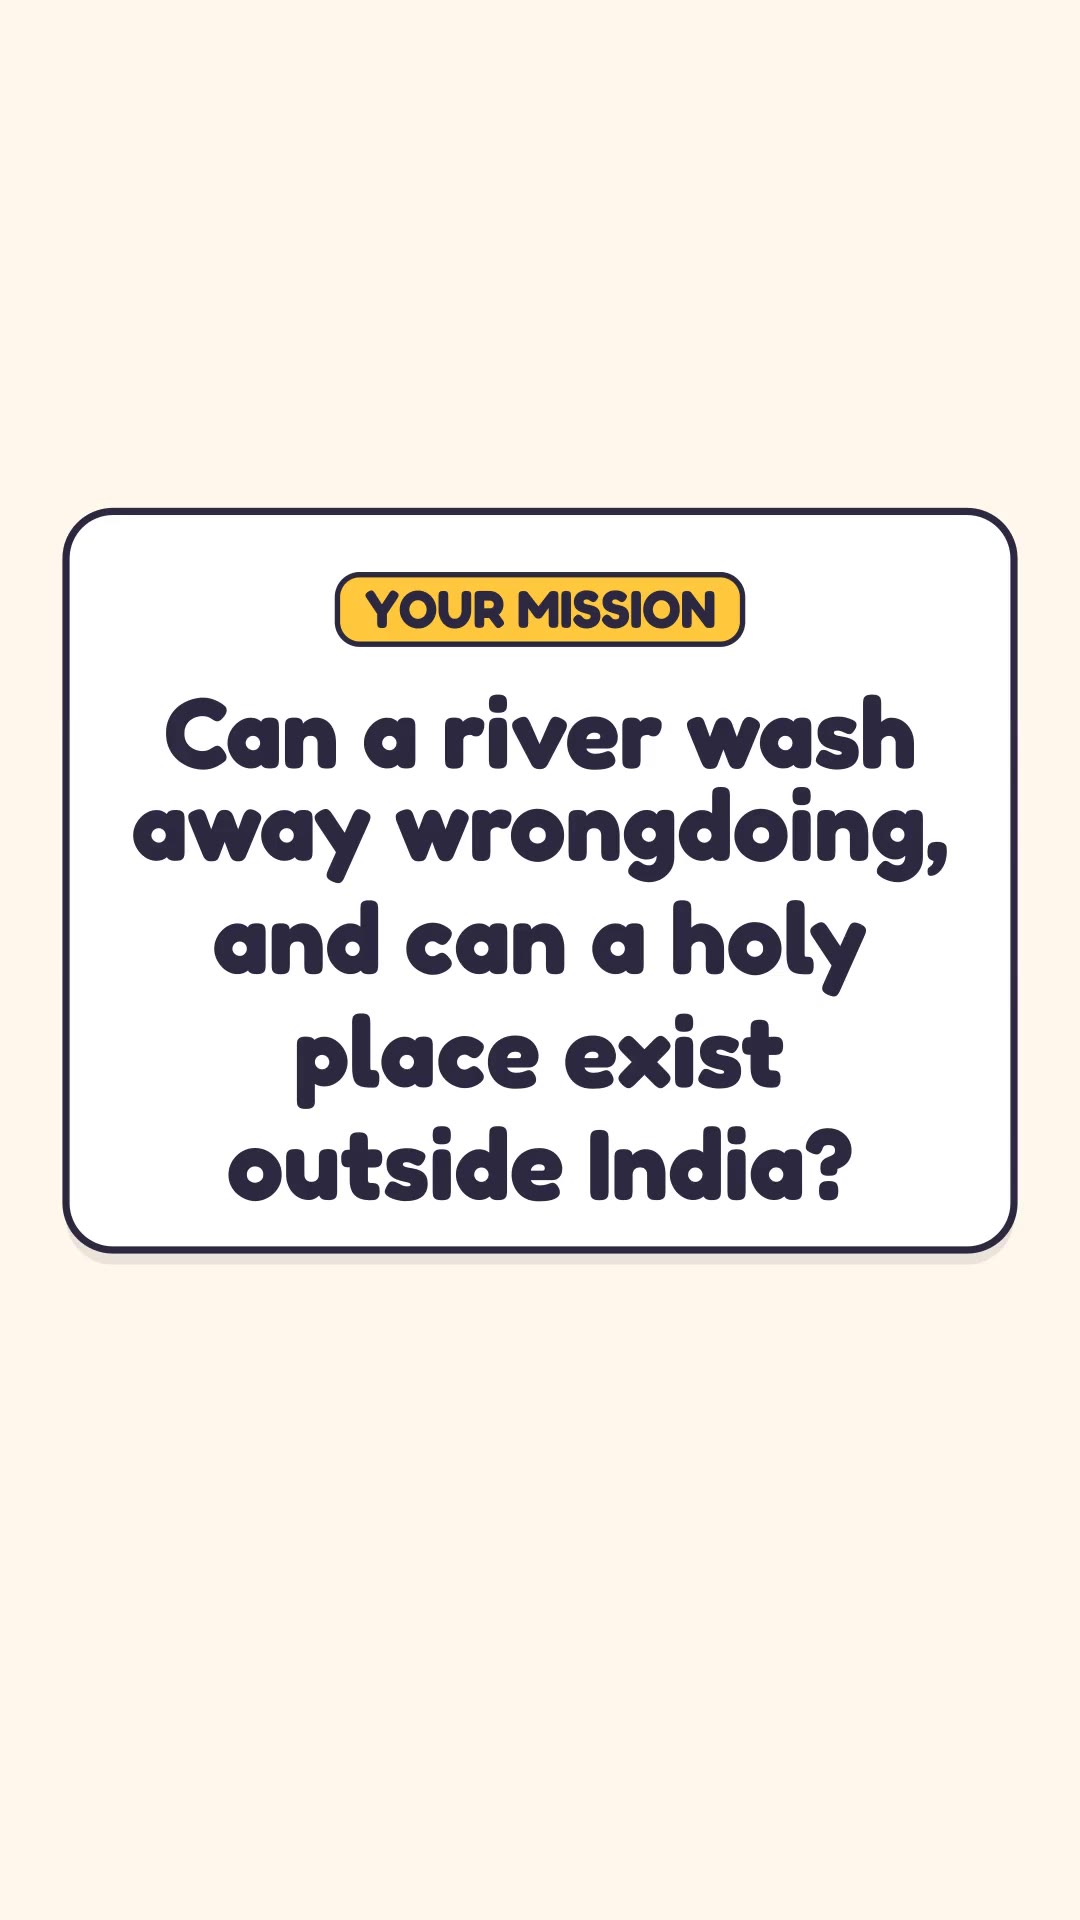 YOUR MISSION
Can a river wash
away wrongdoing,
and can a holy
place exist
outside India?